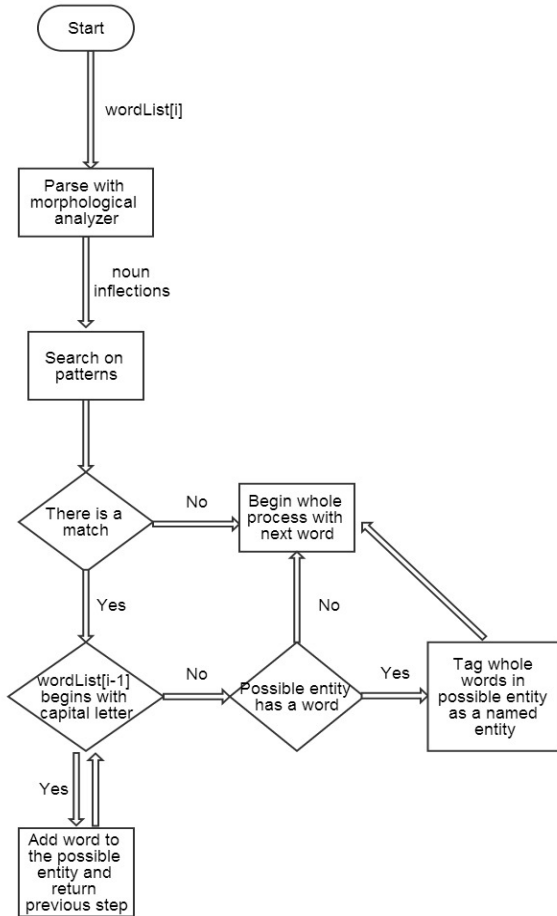 Start
wordList[i]
Parse with
morphological
analyzer
noun
inflections
Search on
patterns
There is a
match
No
Begin whole
process with
next word
Yes
No
wordList[i-1]
begins with
capital letter
No
Possible entity
has a word
Yes
Tag whole
words in
possible entity
as a named
entity
Yes
Add word to
the possible
entity and
return
previous step